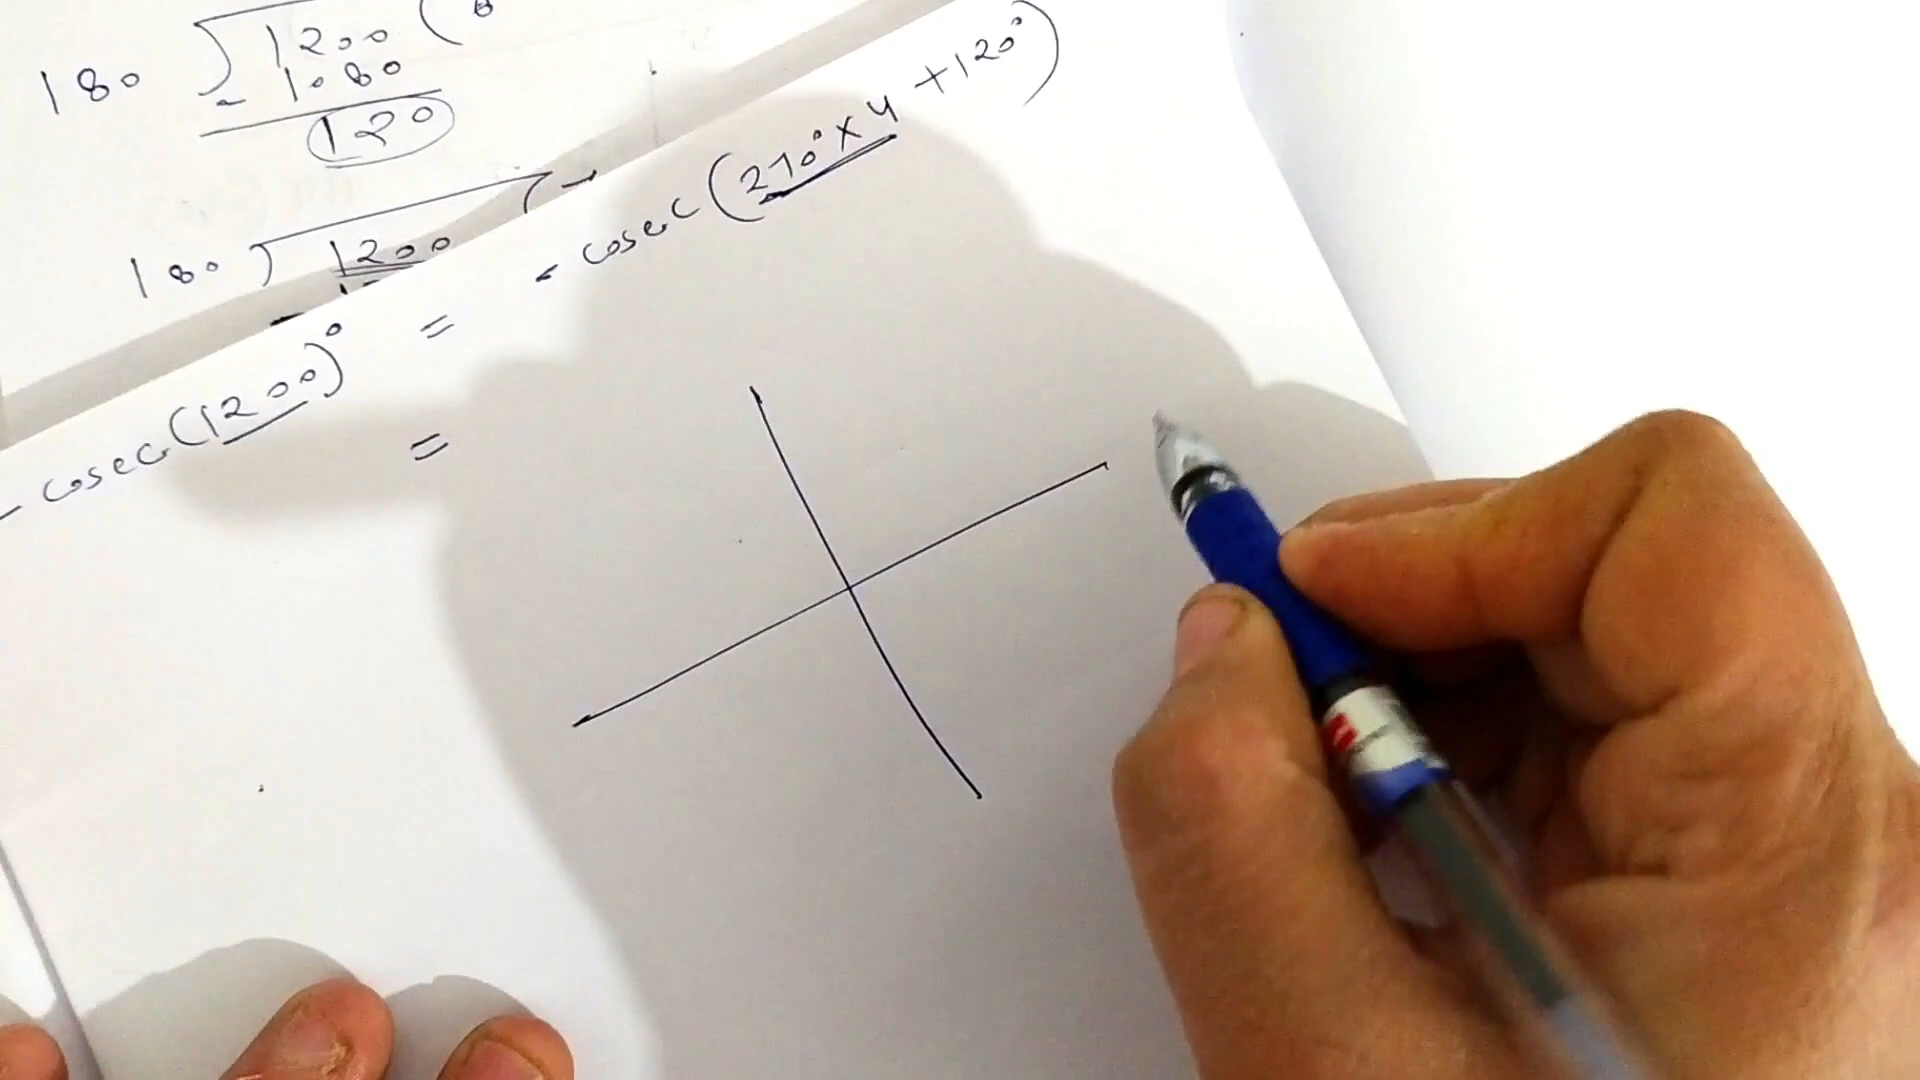 180 ) 1200 (
- 1080
120
180 ) 1200 ( -
- cosec(1200)° = - cosec(270° × 4 + 120°)
=